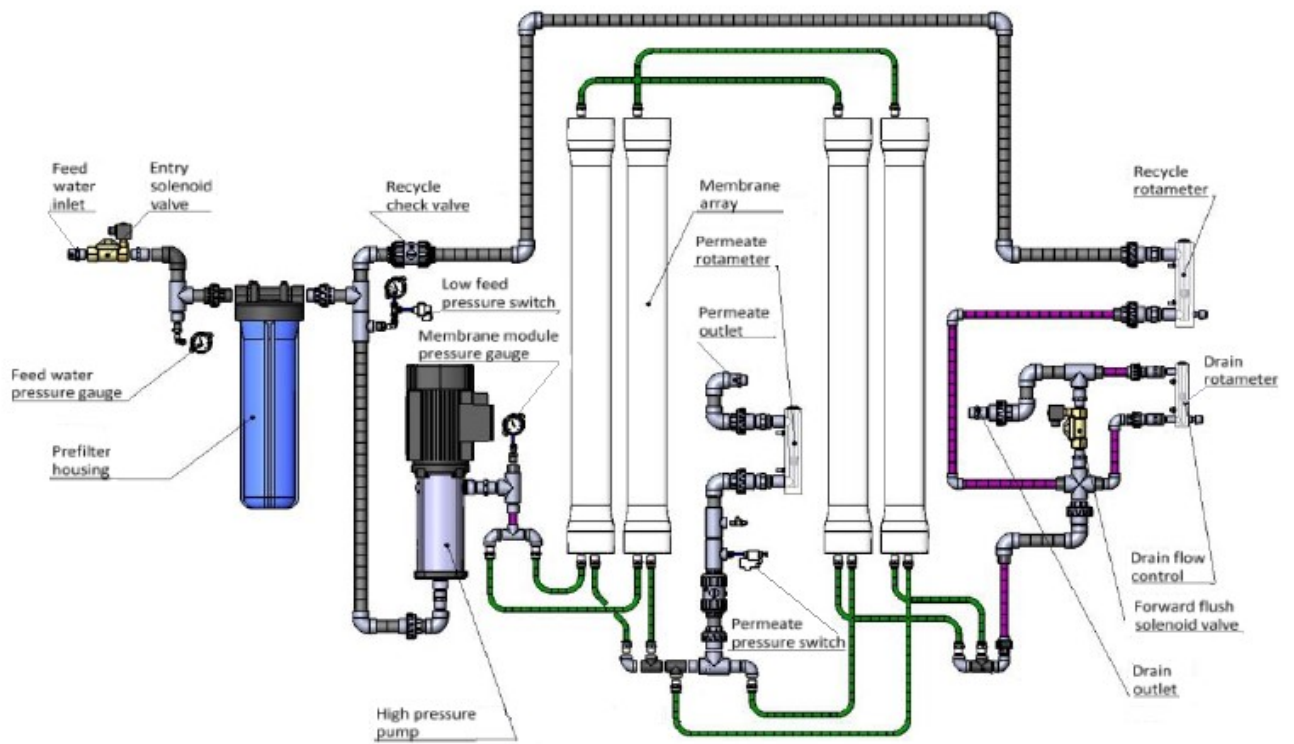 Feed
water
inlet
Entry
solenoid
valve
Recycle
check valve
Membrane
array
Recycle
rotameter
Permeate
rotameter
Low feed
pressure switch
Permeate
outlet
Membrane module
pressure gauge
Feed water
pressure gauge
Drain
rotameter
Prefilter
housing
Drain flow
control
Forward flush
solenoid valve
Permeate
pressure switch
Drain
outlet
High pressure
pump